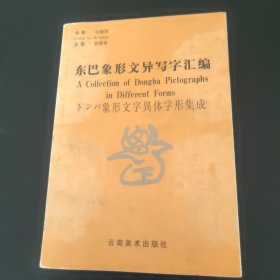 东巴象形文异写字汇编
A Collection of Dongba Pictographs
in Different Forms
トンパ象形文字異体字形集成
云南美术出版社